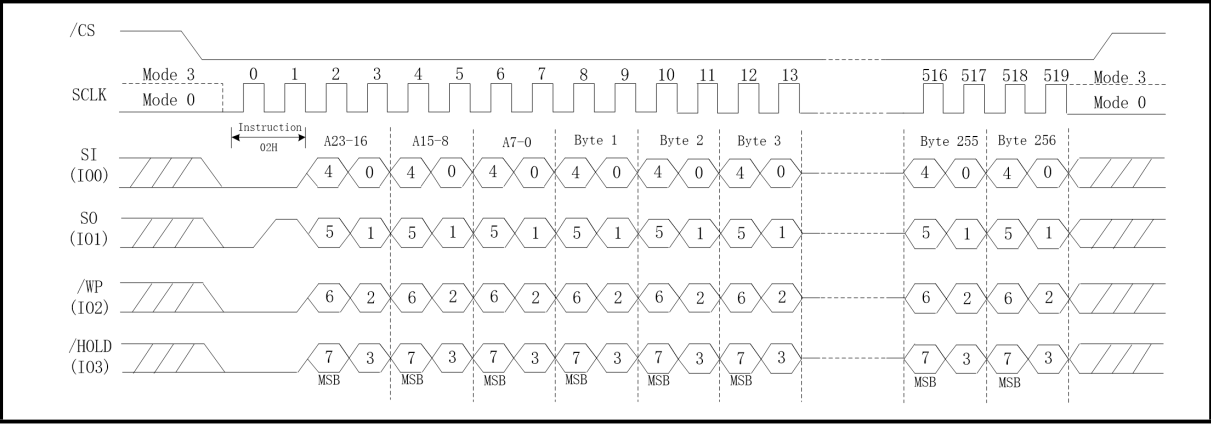 /CS
Mode 3 0 1 2 3 4 5 6 7 8 9 10 11 12 13 516 517 518 519 Mode 3
SCLK Mode 0 Mode 0
Instruction
02H
A23-16 A15-8 A7-0 Byte 1 Byte 2 Byte 3 Byte 255 Byte 256
SI
(IO0)
4 0 4 0 4 0 4 0 4 0 4 0 4 0 4 0
SO
(IO1)
5 1 5 1 5 1 5 1 5 1 5 1 5 1 5 1
/WP
(IO2)
6 2 6 2 6 2 6 2 6 2 6 2 6 2 6 2
/HOLD
(IO3)
7 3 7 3 7 3 7 3 7 3 7 3 7 3 7 3
MSB MSB MSB MSB MSB MSB MSB MSB